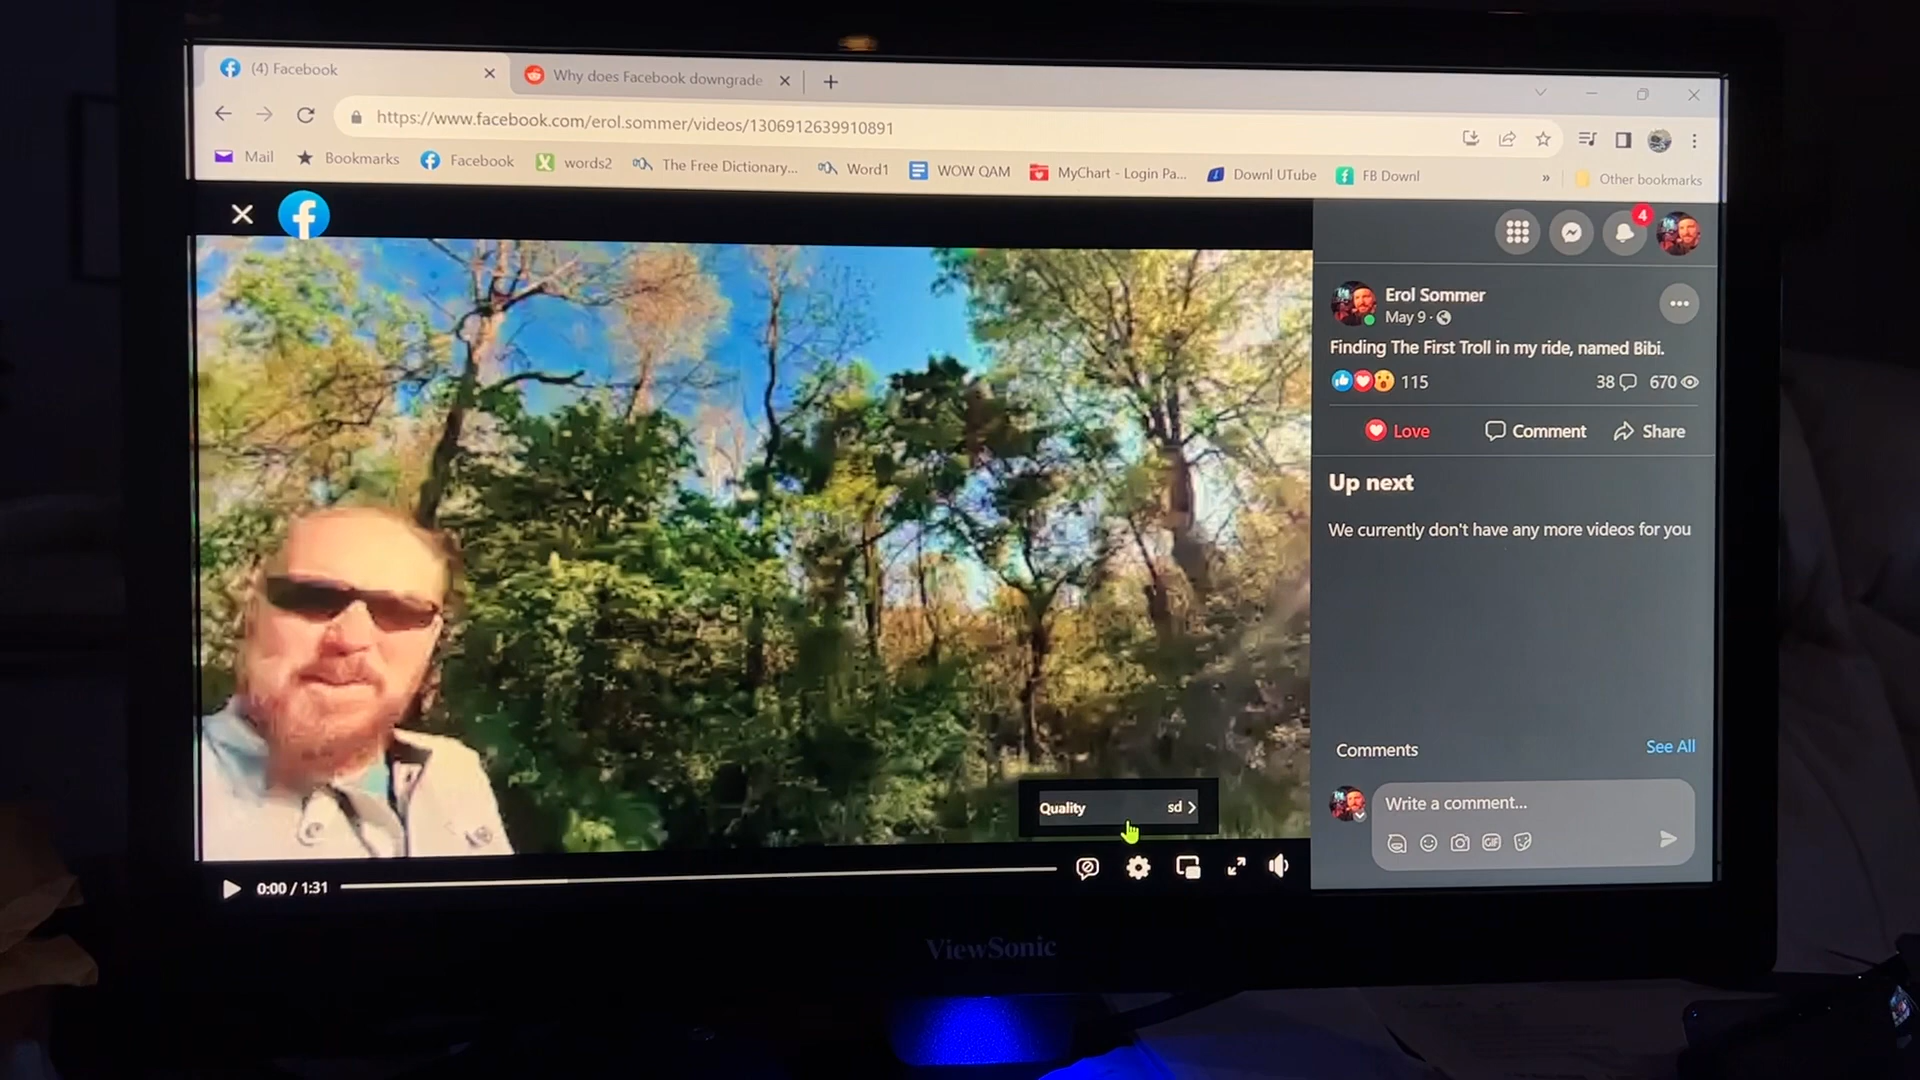 (4) Facebook
Why does Facebook downgrade
https://www.facebook.com/erol.sommer/videos/1306912639910891
Mail
Bookmarks
Facebook
words2
The Free Dictionary...
Word1
WOW QAM
MyChart - Login Pa...
Downl UTube
FB Downl
»
Other bookmarks
4
Erol Sommer
May 9 ·
Finding The First Troll in my ride, named Bibi.
115
38
670
Love
Comment
Share
Up next
We currently don't have any more videos for you
Quality
sd
0:00 / 1:31
Comments
See All
Write a comment...
GIF
ViewSonic